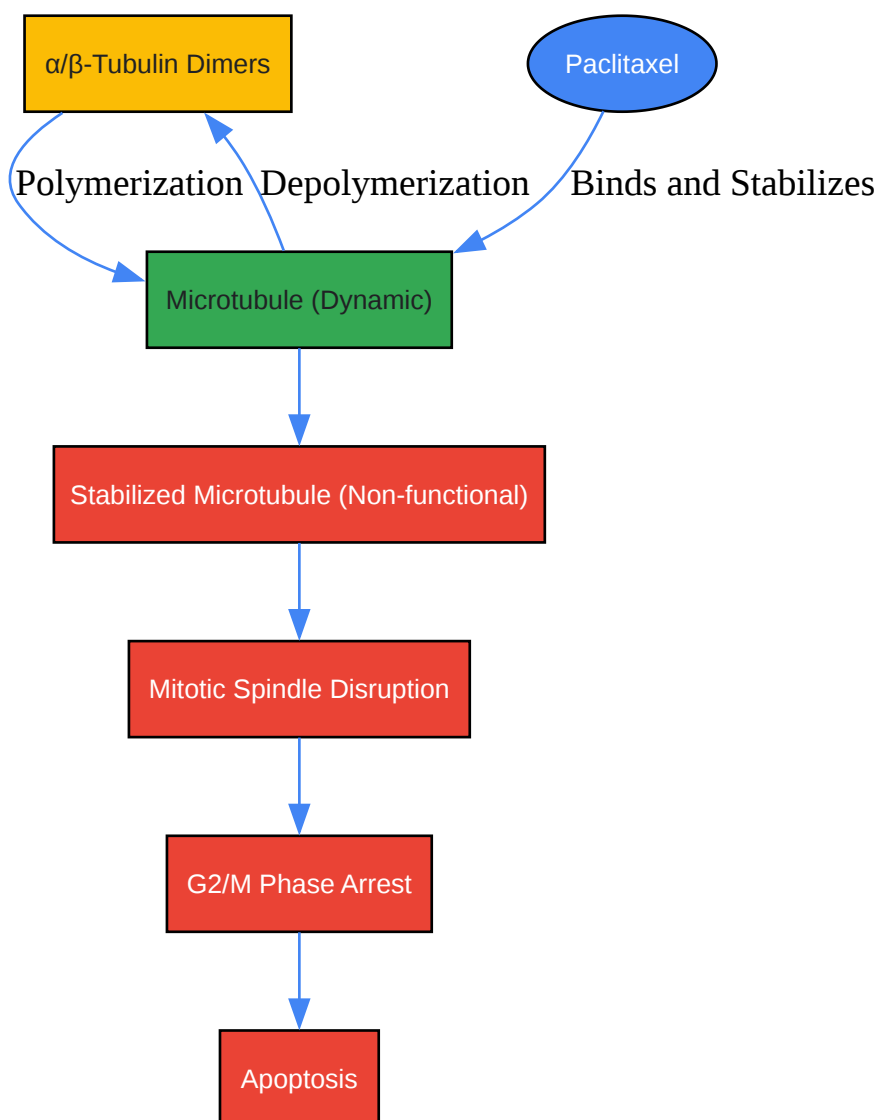 α/β-Tubulin Dimers
Paclitaxel
Polymerization
Depolymerization
Binds and Stabilizes
Microtubule (Dynamic)
Stabilized Microtubule (Non-functional)
Mitotic Spindle Disruption
G2/M Phase Arrest
Apoptosis